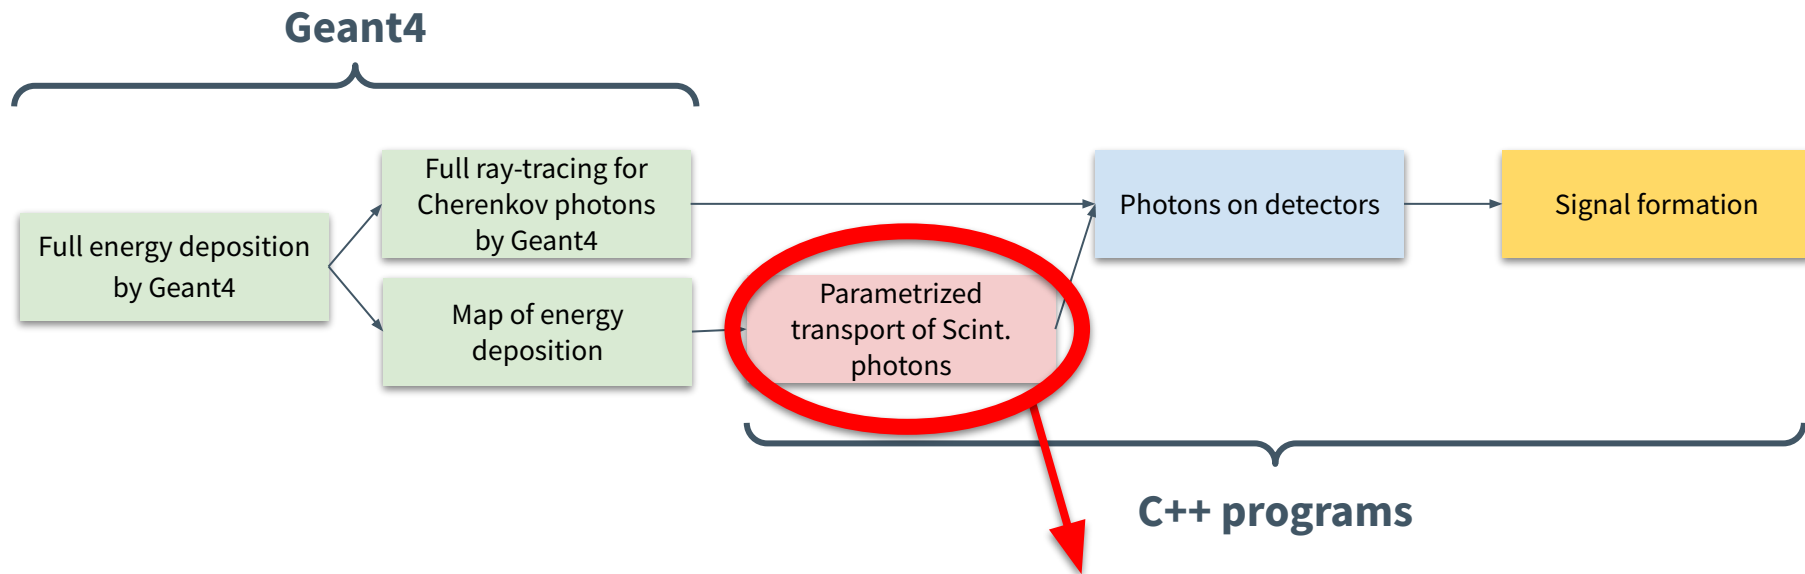 Geant4
Full energy deposition
by Geant4
Full ray-tracing for
Cherenkov photons
by Geant4
Map of energy
deposition
Parametrized
transport of Scint.
photons
Photons on detectors
Signal formation
C++ programs